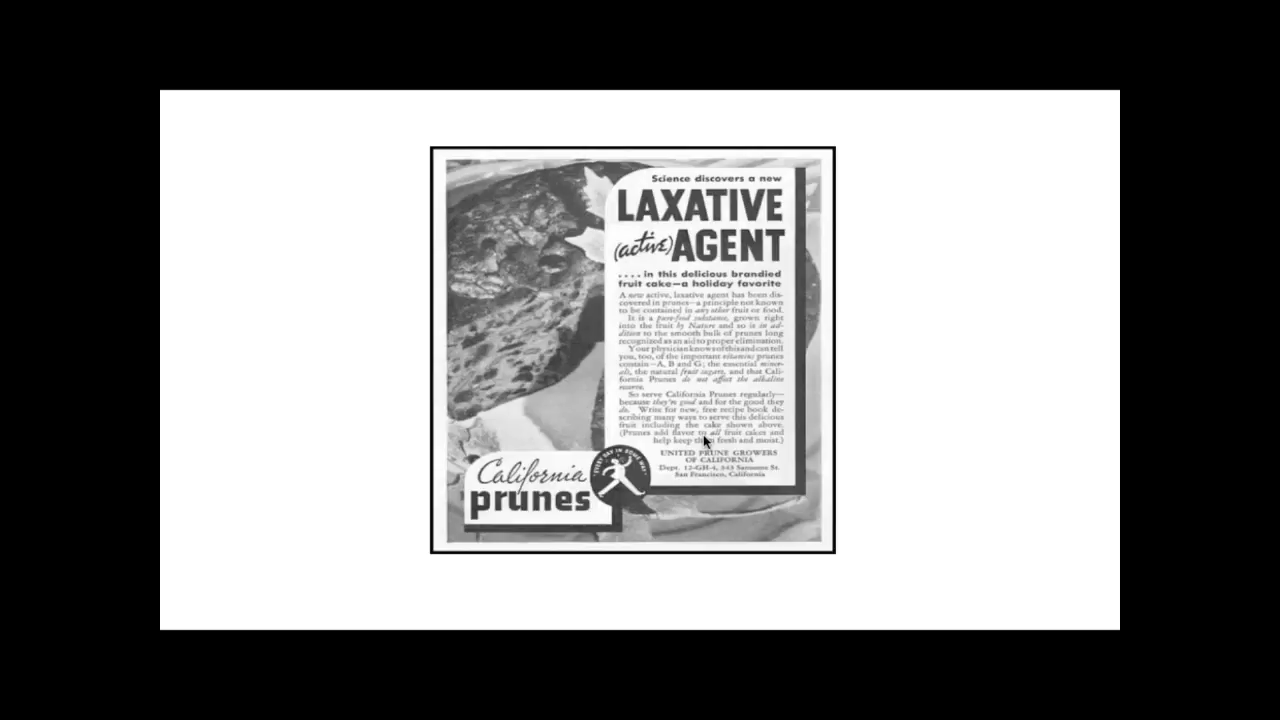 Science discovers a new
LAXATIVE
(active) AGENT
.... in this delicious brandied
fruit cake—a holiday favorite
A new active, laxative agent has been dis-
covered in prunes—a principle not known
to be contained in any other fruit or food.
It is a pure-food substance, grown right
into the fruit by Nature and so is in ad-
dition to the smooth bulk of prunes long
recognized as an aid to proper elimination.
Your physician knows of this and can tell
you, too, of the important vitamins prunes
contain—A, B and G; the essential miner-
als, the natural fruit sugars, and that Cali-
fornia Prunes do not affect the alkaline
reserve.
So serve California Prunes regularly—
because they're good and for the good they
do. Write for new, free recipe book de-
scribing many ways to serve this delicious
fruit including the cake shown above.
(Prunes add flavor to all fruit cakes and
help keep them fresh and moist.)
UNITED PRUNE GROWERS
OF CALIFORNIA
Dept. 12-GH-4, 343 Sansome St.
San Francisco, California
"EVERY DAY IN SOME WAY"
California
prunes